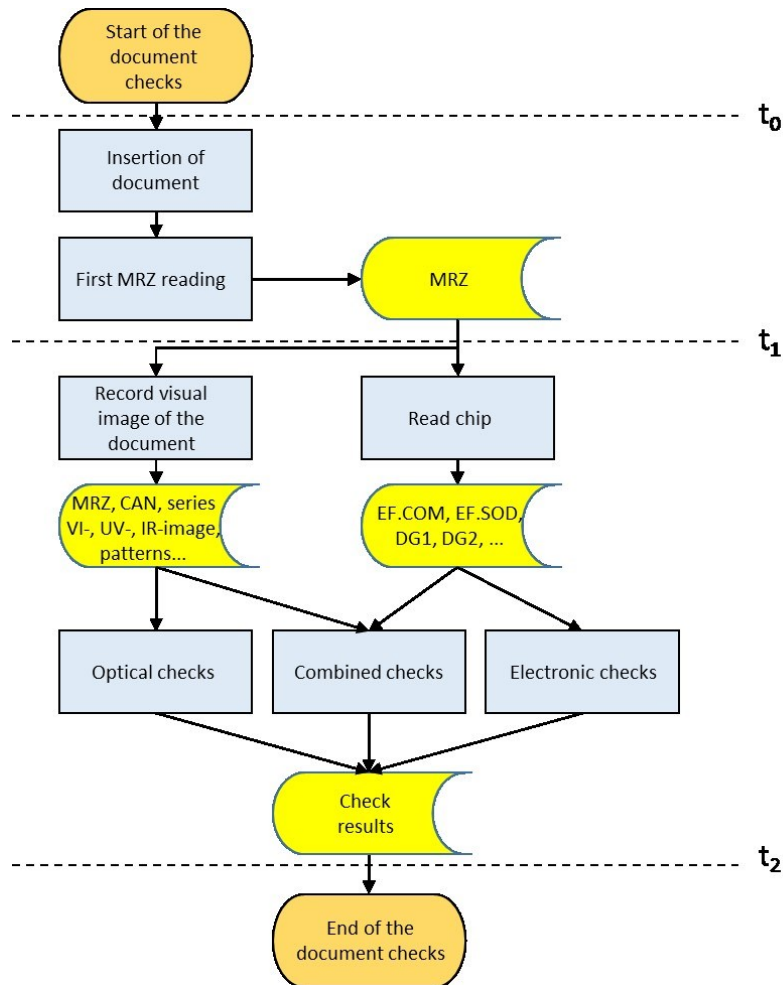 Start of the
document
checks
t0
Insertion of
document
First MRZ reading
MRZ
t1
Record visual
image of the
document
Read chip
MRZ, CAN, series
VI-, UV-, IR-image,
patterns...
EF.COM, EF.SOD,
DG1, DG2, ...
Optical checks
Combined checks
Electronic checks
Check
results
t2
End of the
document checks